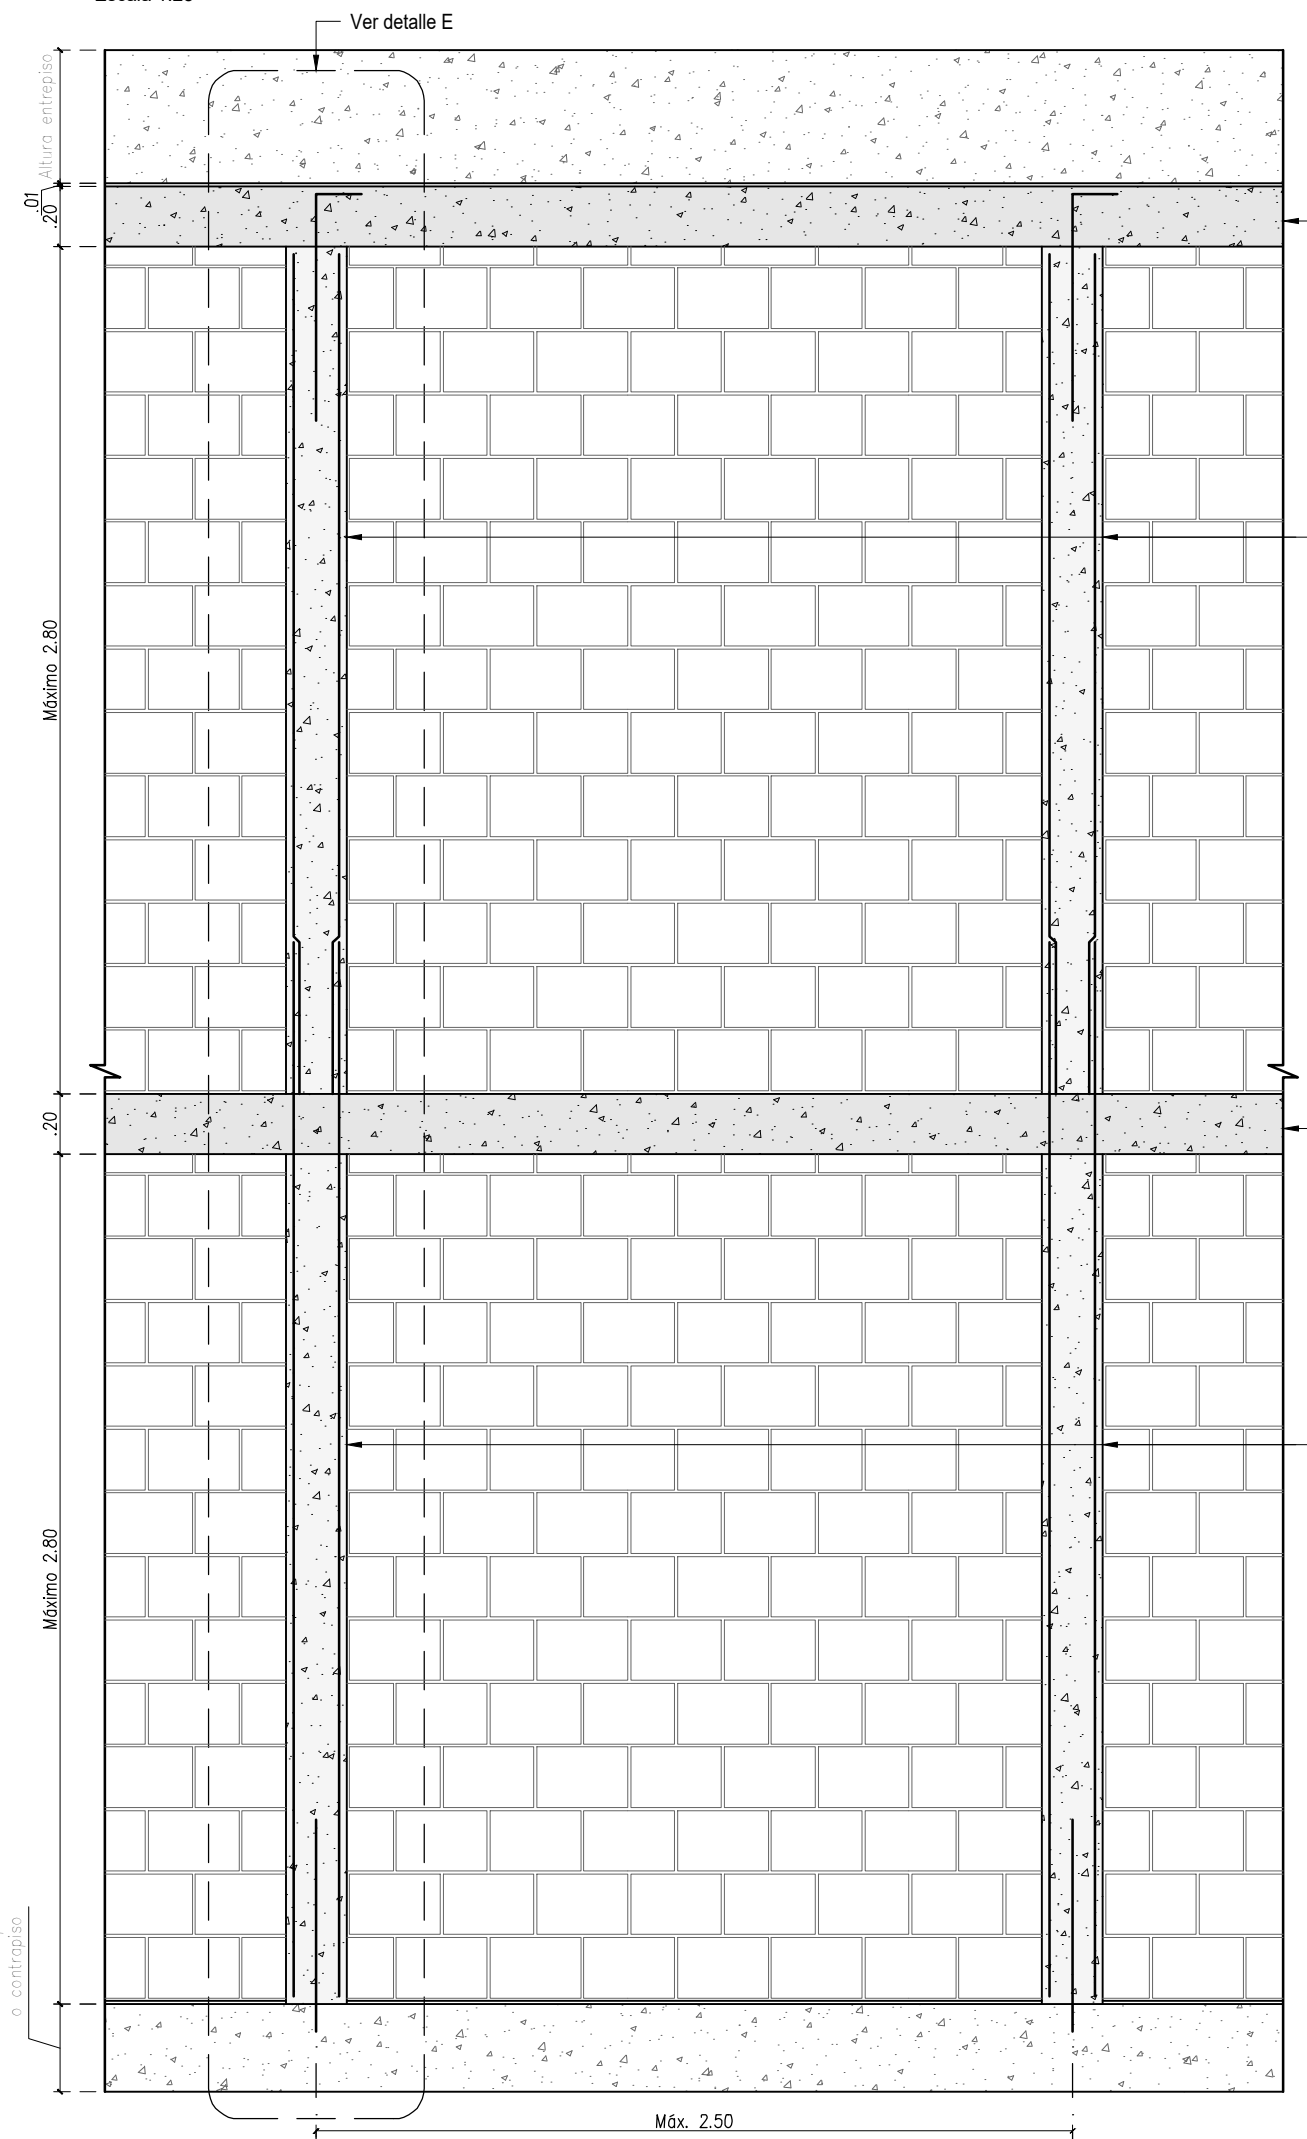 Ver detalle E
Altura entrepiso
.01
.20
Máximo 2.80
.20
Máximo 2.80
o contrapiso
Máx. 2.50